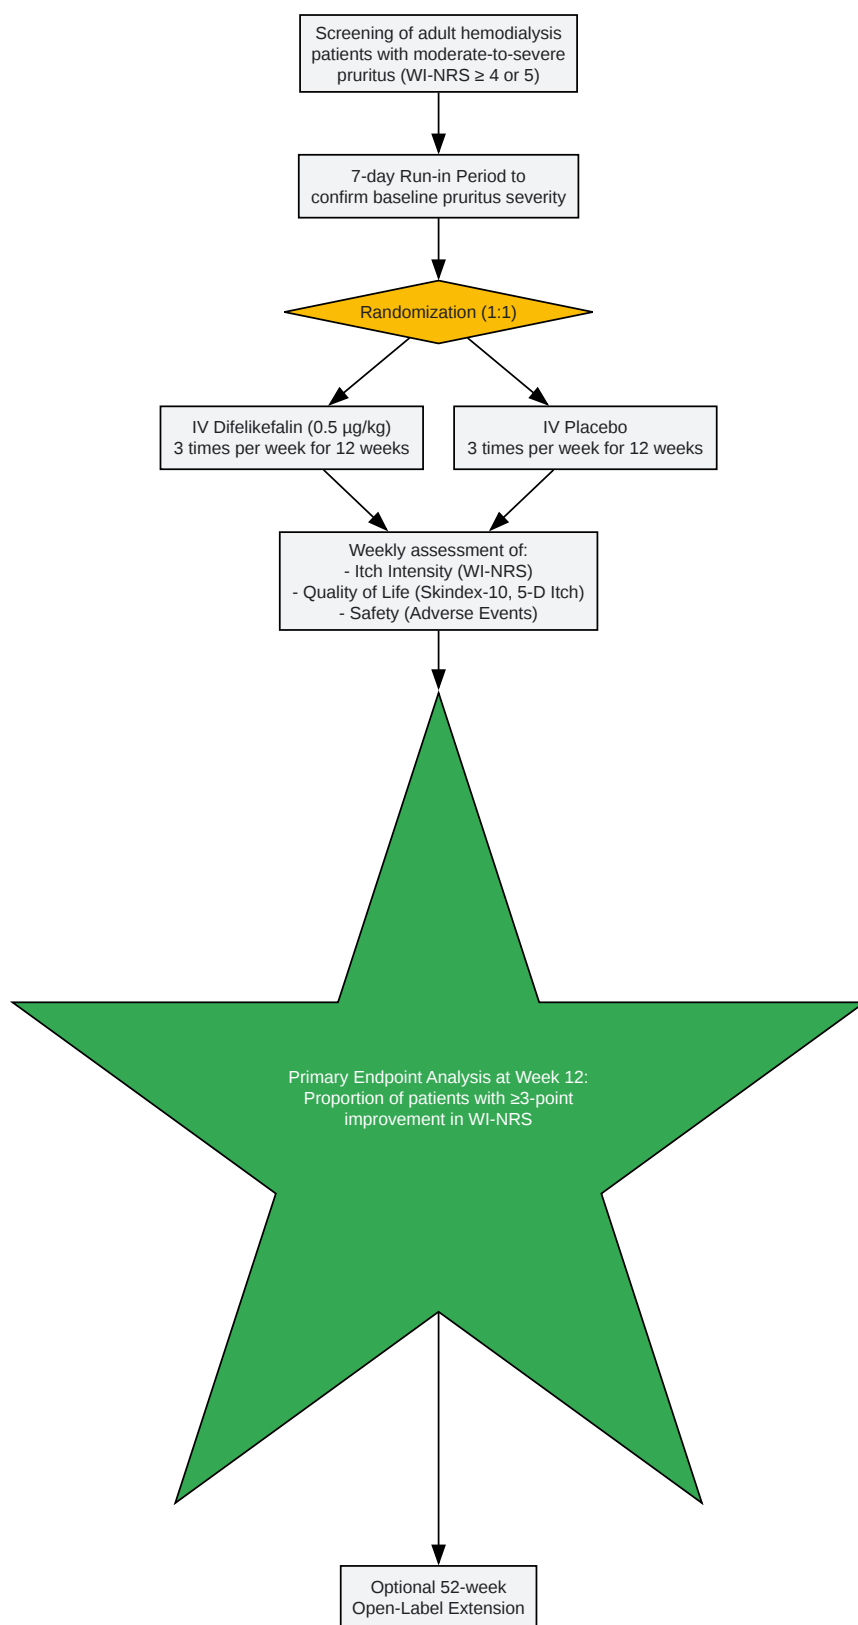 Screening of adult hemodialysis
patients with moderate-to-severe
pruritus (WI-NRS ≥ 4 or 5)
7-day Run-in Period to
confirm baseline pruritus severity
Randomization (1:1)
IV Difelikefalin (0.5 µg/kg)
3 times per week for 12 weeks
IV Placebo
3 times per week for 12 weeks
Weekly assessment of:
- Itch Intensity (WI-NRS)
- Quality of Life (Skindex-10, 5-D Itch)
- Safety (Adverse Events)
Primary Endpoint Analysis at Week 12:
Proportion of patients with ≥3-point
improvement in WI-NRS
Optional 52-week
Open-Label Extension